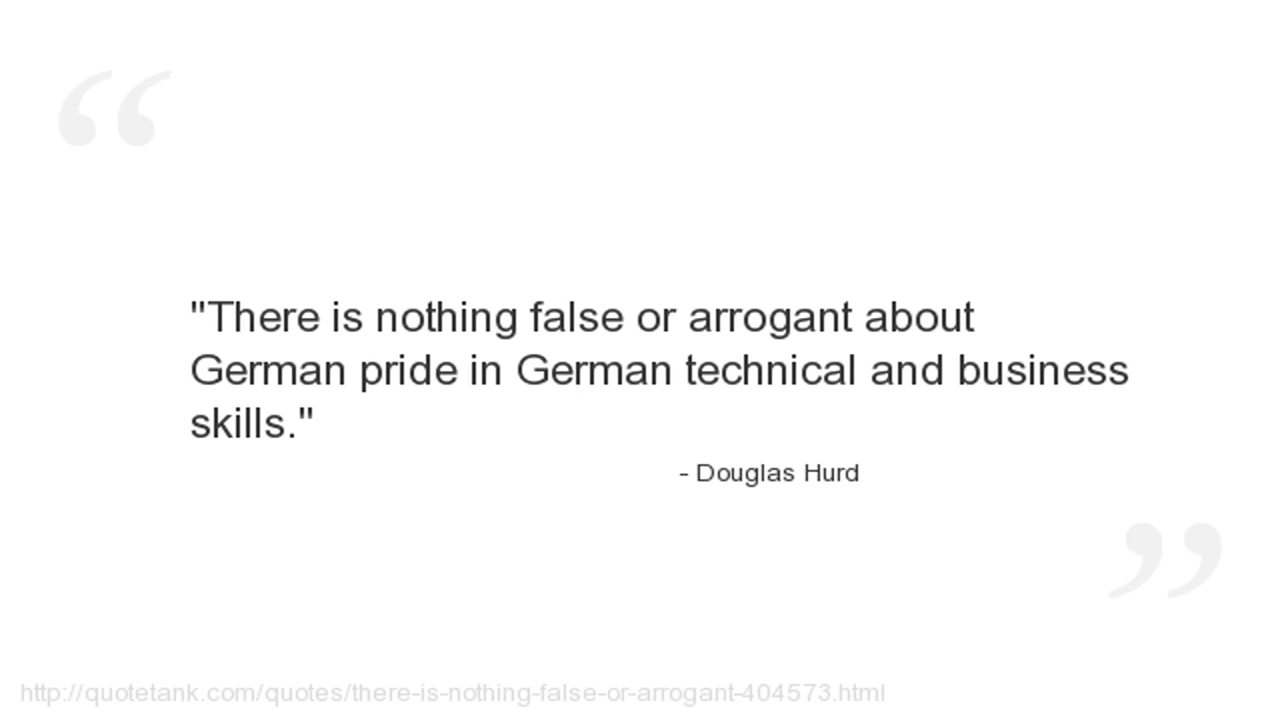 "There is nothing false or arrogant about
German pride in German technical and business
skills."
- Douglas Hurd
http://quotetank.com/quotes/there-is-nothing-false-or-arrogant-404573.html